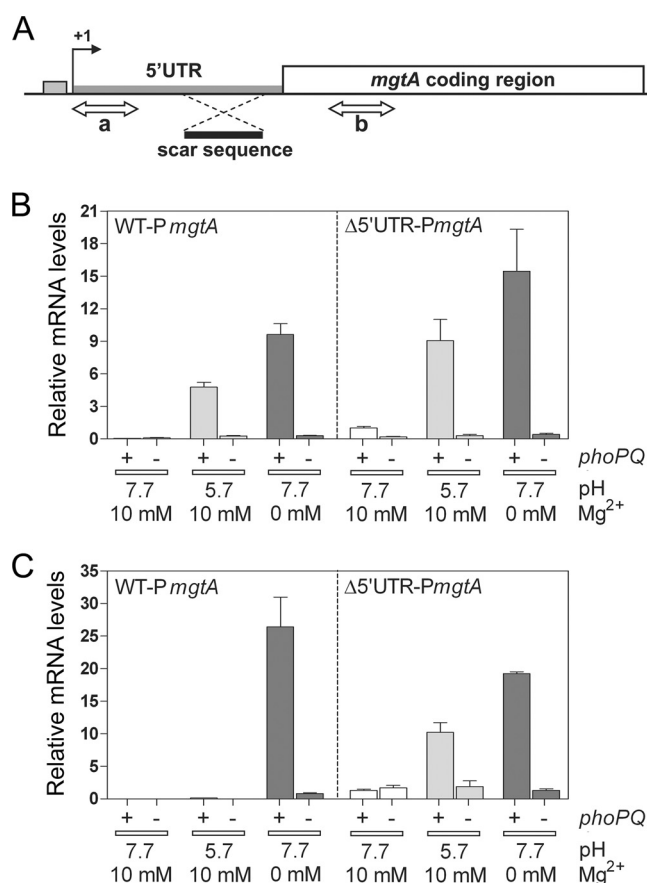 A
+1
5'UTR
mgtA coding region
a
b
scar sequence
B
Relative mRNA levels
21
18
15
12
9
6
3
0
WT-PmgtA
Δ5'UTR-PmgtA
+ - + - + - + - + - + - phoPQ
7.7 5.7 7.7 7.7 5.7 7.7 pH
10 mM 10 mM 0 mM 10 mM 10 mM 0 mM Mg2+
C
Relative mRNA levels
35
30
25
20
15
10
5
0
WT-PmgtA
Δ5'UTR-PmgtA
+ - + - + - + - + - + - phoPQ
7.7 5.7 7.7 7.7 5.7 7.7 pH
10 mM 10 mM 0 mM 10 mM 10 mM 0 mM Mg2+